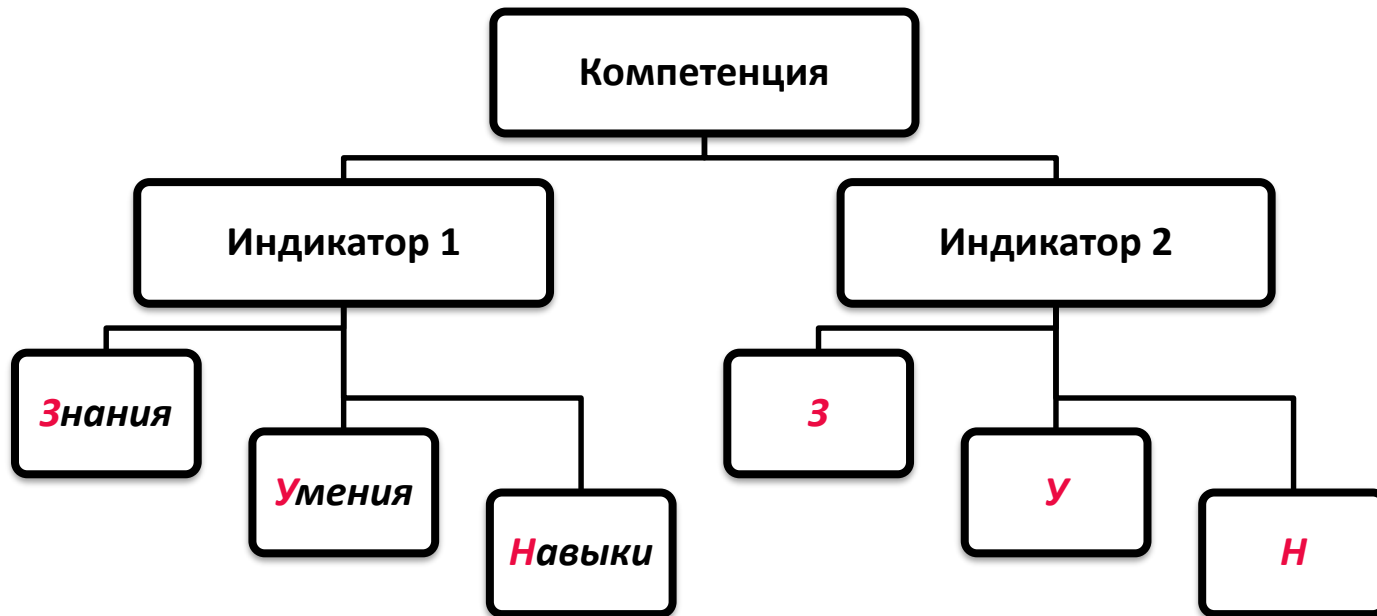 Компетенция
Индикатор 1
Индикатор 2
Знания
Умения
Навыки
З
У
Н